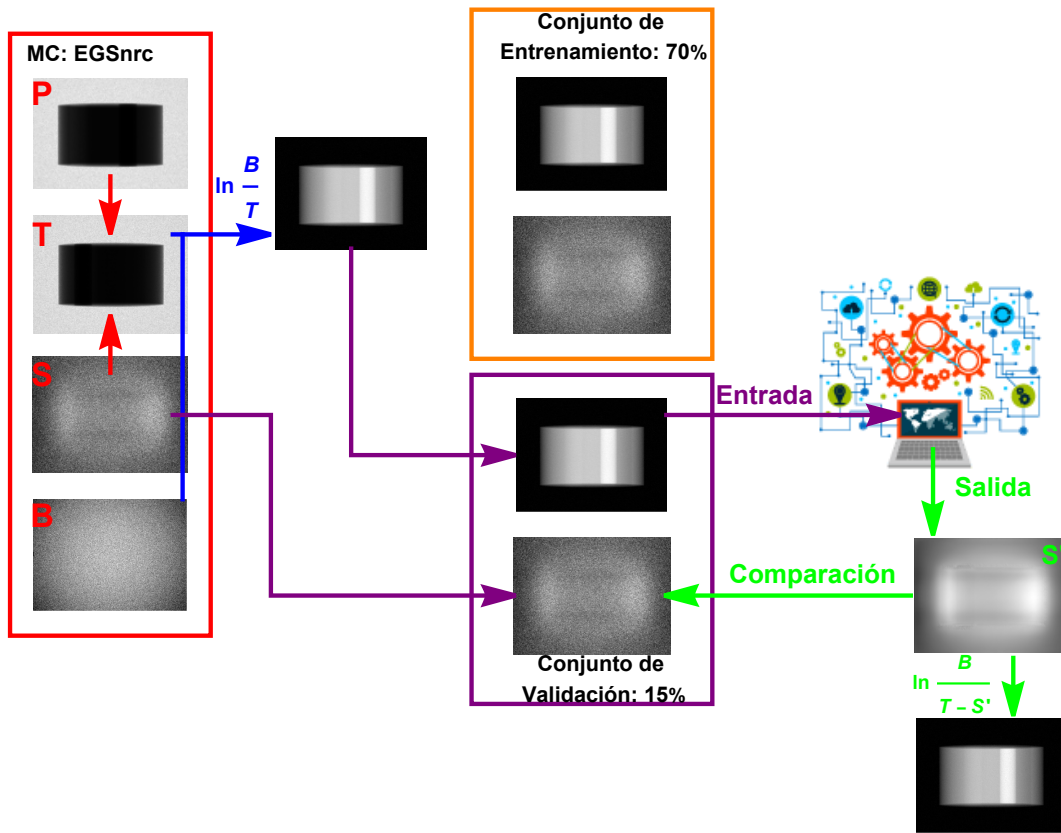 MC: EGSnrc
P
T
S
B
ln B
T
Conjunto de
Entrenamiento: 70%
Entrada
Salida
S'
Comparación
Conjunto de
Validación: 15%
ln B
T – S'